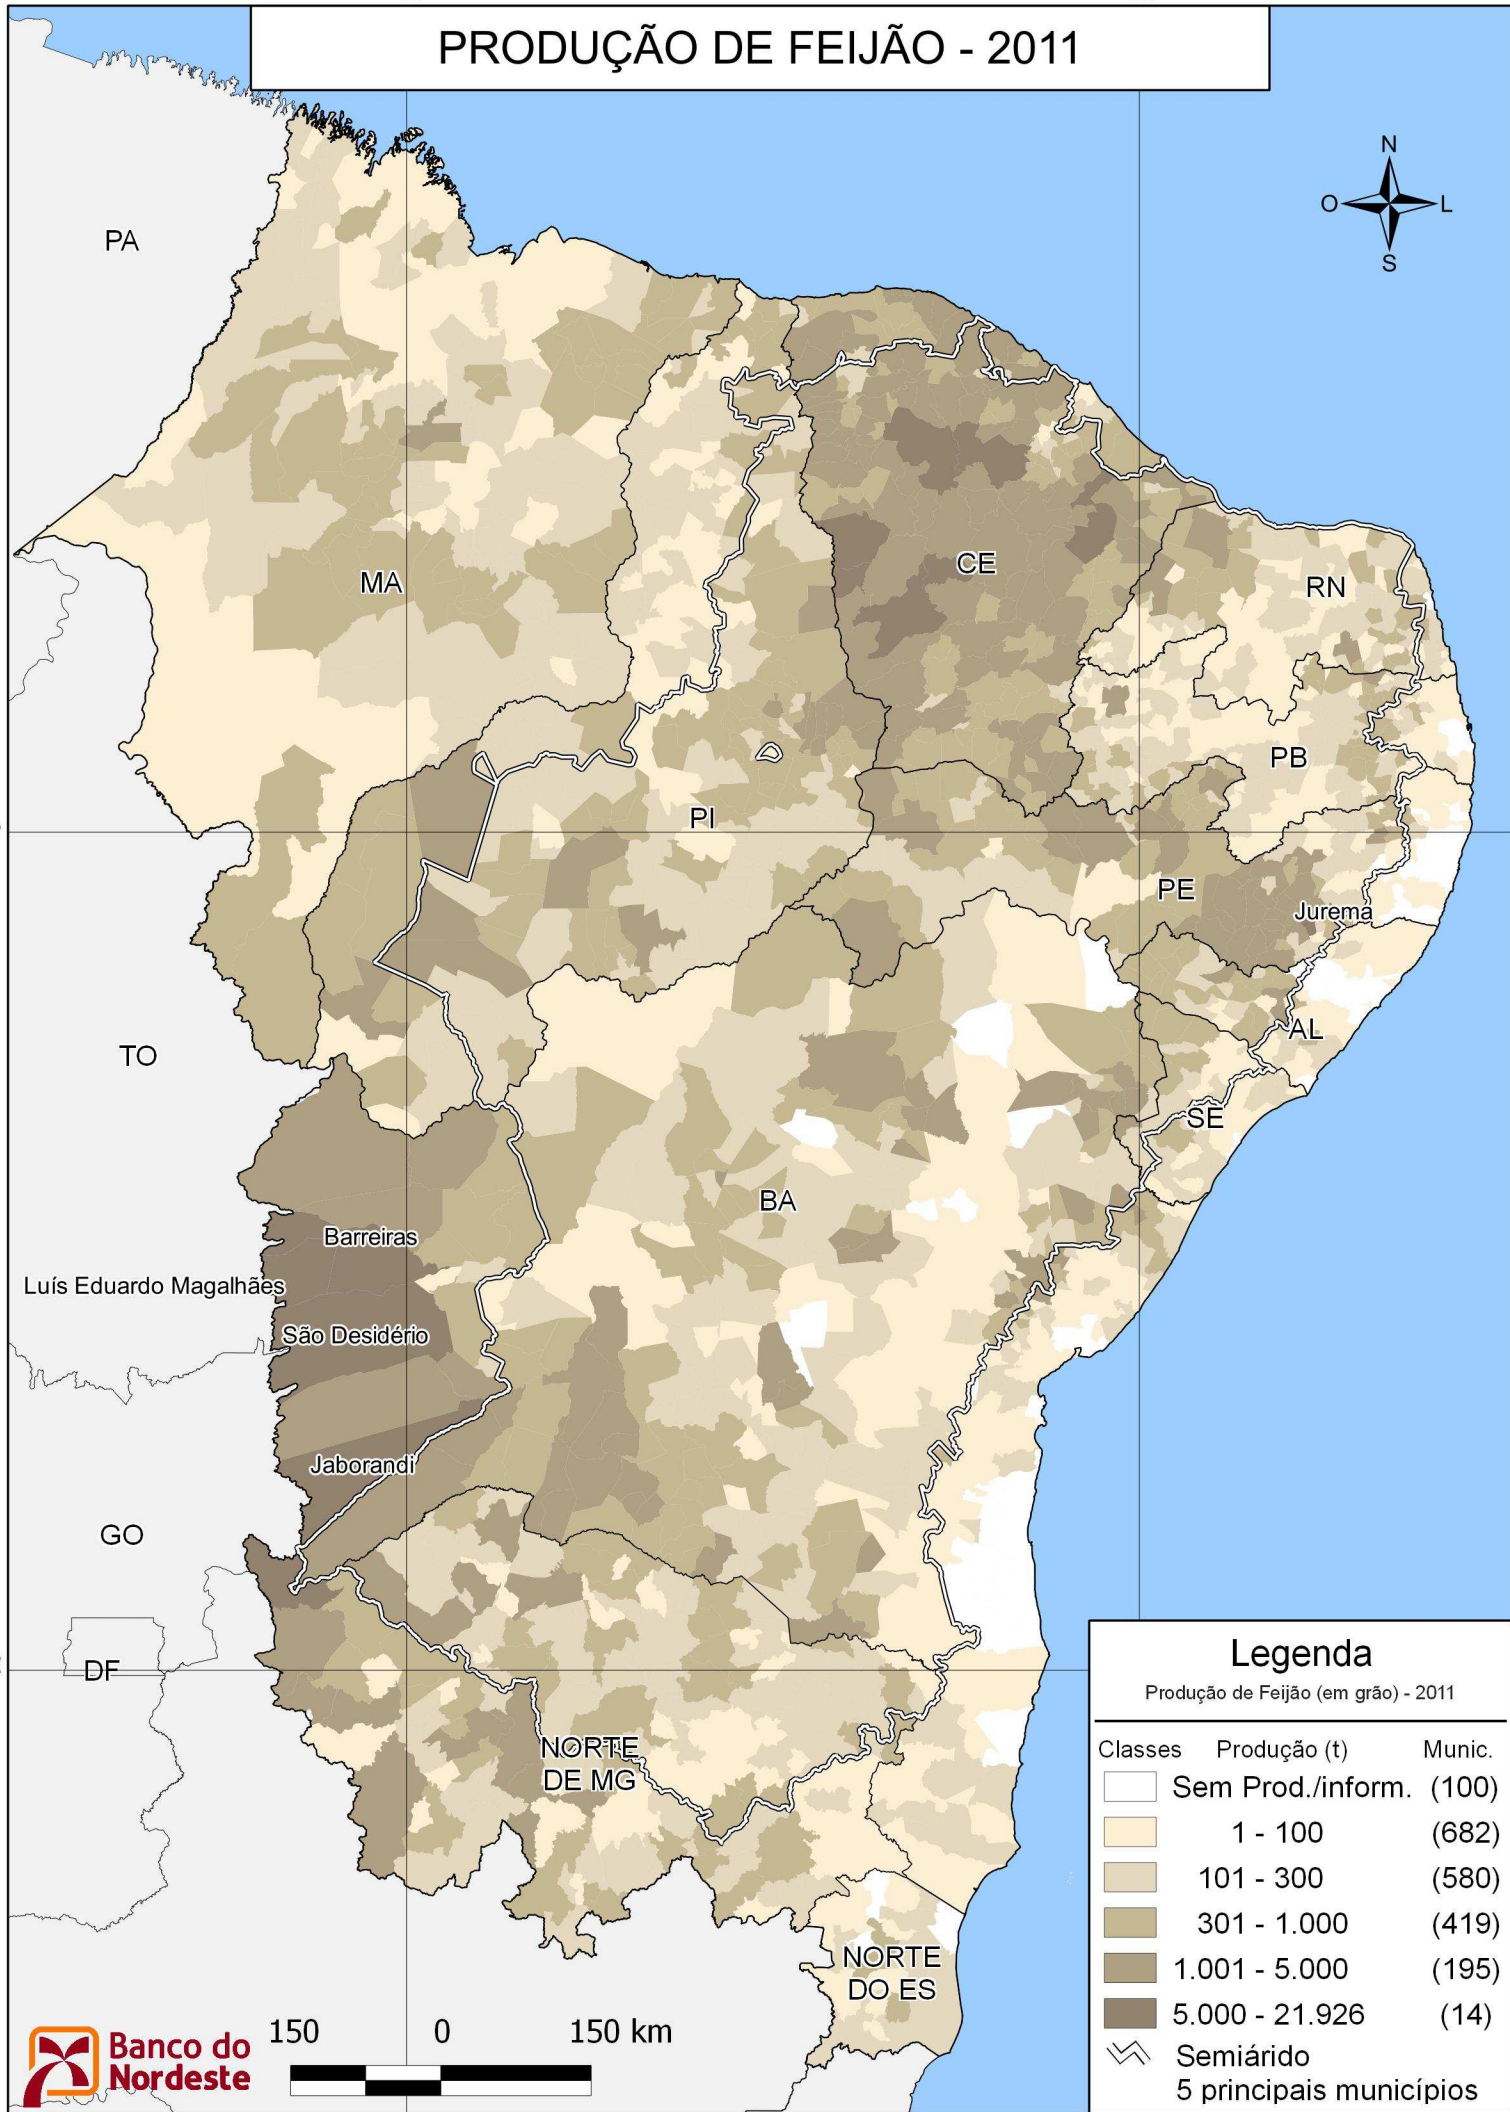 PRODUÇÃO DE FEIJÃO - 2011
N
O
L
S
PA
CE
MA
RN
PB
PI
PE
Jurema
AL
TO
SE
BA
Barreiras
Luís Eduardo Magalhães
São Desidério
Jaborandi
GO
DF
NORTE
DE MG
NORTE
DO ES
Legenda
Produção de Feijão (em grão) - 2011
Classes Produção (t) Munic.
Sem Prod./inform. (100)
1 - 100 (682)
101 - 300 (580)
301 - 1.000 (419)
1.001 - 5.000 (195)
5.000 - 21.926 (14)
Semiárido
5 principais municípios
150 0 150 km
Banco do
Nordeste